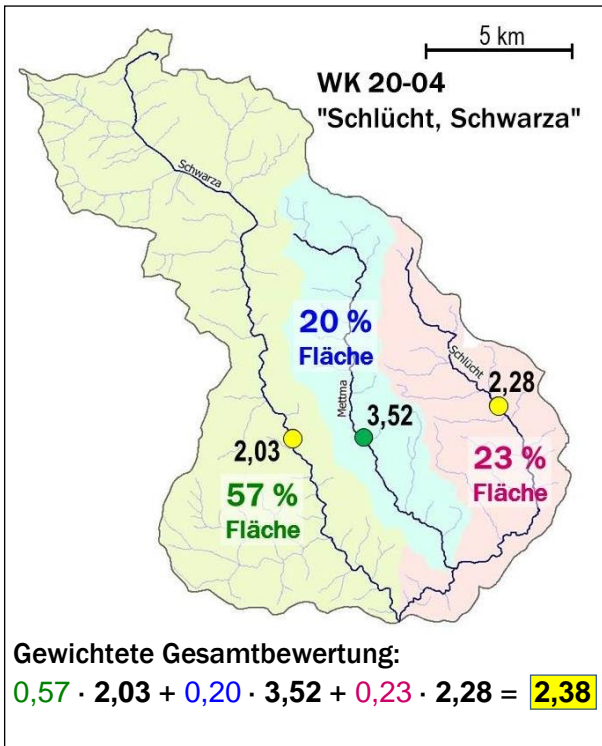 5 km
WK 20-04
"Schlücht, Schwarza"
Schwarza
20 %
Fläche
Schlücht
2,28
Mettma
3,52
2,03
23 %
Fläche
57 %
Fläche
Gewichtete Gesamtbewertung:
0,57 · 2,03 + 0,20 · 3,52 + 0,23 · 2,28 = 2,38